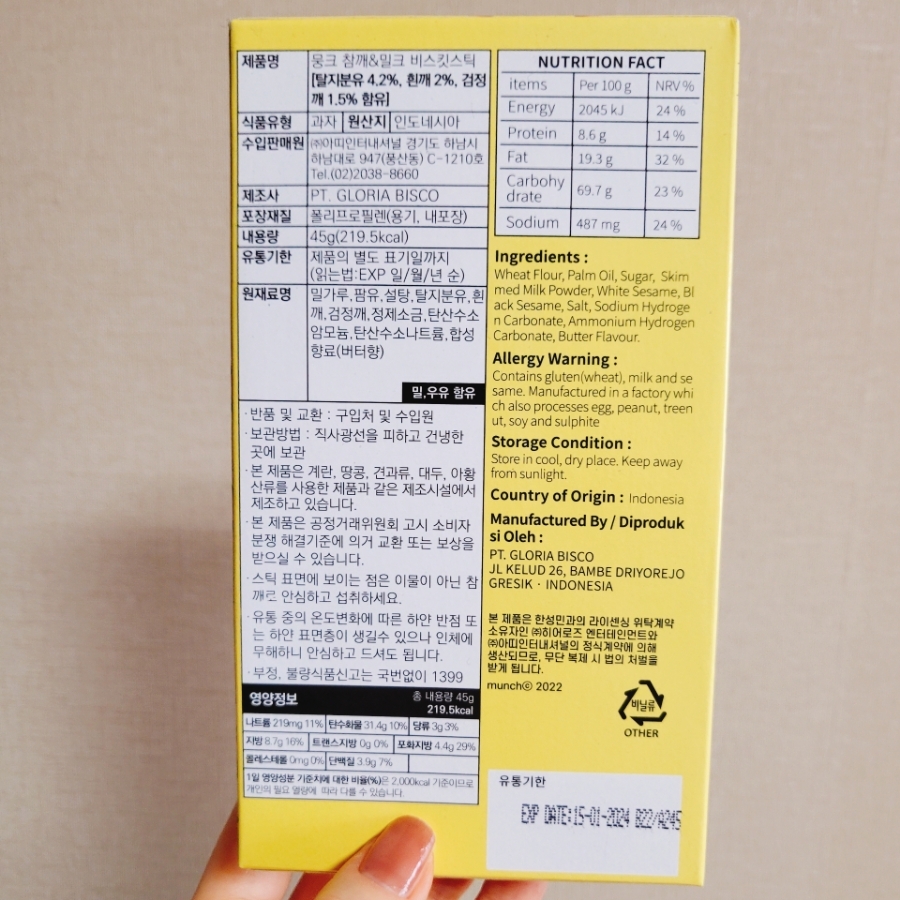 제품명 뭉크 참깨&밀크 비스킷스틱
[탈지분유 4.2%, 흰깨 2%, 검정
깨 1.5% 함유]
식품유형 과자 원산지 인도네시아
수입판매원 ㈜아띠인터내셔널 경기도 하남시
하남대로 947(풍산동) C-1210호
Tel.(02)2038-8660
제조사 PT. GLORIA BISCO
포장재질 폴리프로필렌(용기, 내포장)
내용량 45g(219.5kcal)
유통기한 제품의 별도 표기일까지
(읽는법:EXP 일/월/년 순)
원재료명 밀가루,팜유,설탕,탈지분유,흰
깨,검정깨,정제소금,탄산수소
암모늄,탄산수소나트륨,합성
향료(버터향)
밀,우유 함유
·반품 및 교환 : 구입처 및 수입원
·보관방법 : 직사광선을 피하고 건냉한
곳에 보관
·본 제품은 계란, 땅콩, 견과류, 대두, 아황
산류를 사용한 제품과 같은 제조시설에서
제조하고 있습니다.
·본 제품은 공정거래위원회 고시 소비자
분쟁 해결기준에 의거 교환 또는 보상을
받으실 수 있습니다.
·스틱 표면에 보이는 점은 이물이 아닌 참
깨로 안심하고 섭취하세요.
·유통 중의 온도변화에 따른 하얀 반점 또
는 하얀 표면층이 생길수 있으나 인체에
무해하니 안심하고 드셔도 됩니다.
·부정, 불량식품신고는 국번없이 1399
영양정보 총 내용량 45g
219.5kcal
나트륨 219mg 11% 탄수화물 31.4g 10% 당류 3g 3%
지방 8.7g 16% 트랜스지방 0g 0% 포화지방 4.4g 29%
콜레스테롤 0mg 0% 단백질 3.9g 7%
1일 영양성분 기준치에 대한 비율(%)은 2,000kcal 기준이므로
개인의 필요 열량에 따라 다를 수 있습니다.
NUTRITION FACT
items Per 100 g NRV %
Energy 2045 kJ 24 %
Protein 8.6 g 14 %
Fat 19.3 g 32 %
Carbohy
drate 69.7 g 23 %
Sodium 487 mg 24 %
Ingredients :
Wheat Flour, Palm Oil, Sugar, Skim
med Milk Powder, White Sesame, Bl
ack Sesame, Salt, Sodium Hydroge
n Carbonate, Ammonium Hydrogen
Carbonate, Butter Flavour.
Allergy Warning :
Contains gluten(wheat), milk and se
same. Manufactured in a factory whi
ch also processes egg, peanut, treen
ut, soy and sulphite
Storage Condition :
Store in cool, dry place. Keep away
from sunlight.
Country of Origin : Indonesia
Manufactured By / Diproduk
si Oleh :
PT. GLORIA BISCO
JL KELUD 26, BAMBE DRIYOREJO
GRESIK · INDONESIA
본 제품은 한성민과의 라이센싱 위탁계약
소유자인 ㈜히어로즈 엔터테인먼트와
㈜아띠인터내셔널의 정식계약에 의해
생산되므로, 무단 복제 시 법의 처벌을
받게 됩니다.
munchⓒ 2022
비닐류
OTHER
유통기한
EXP DATE:15-01-2024 B22/A245